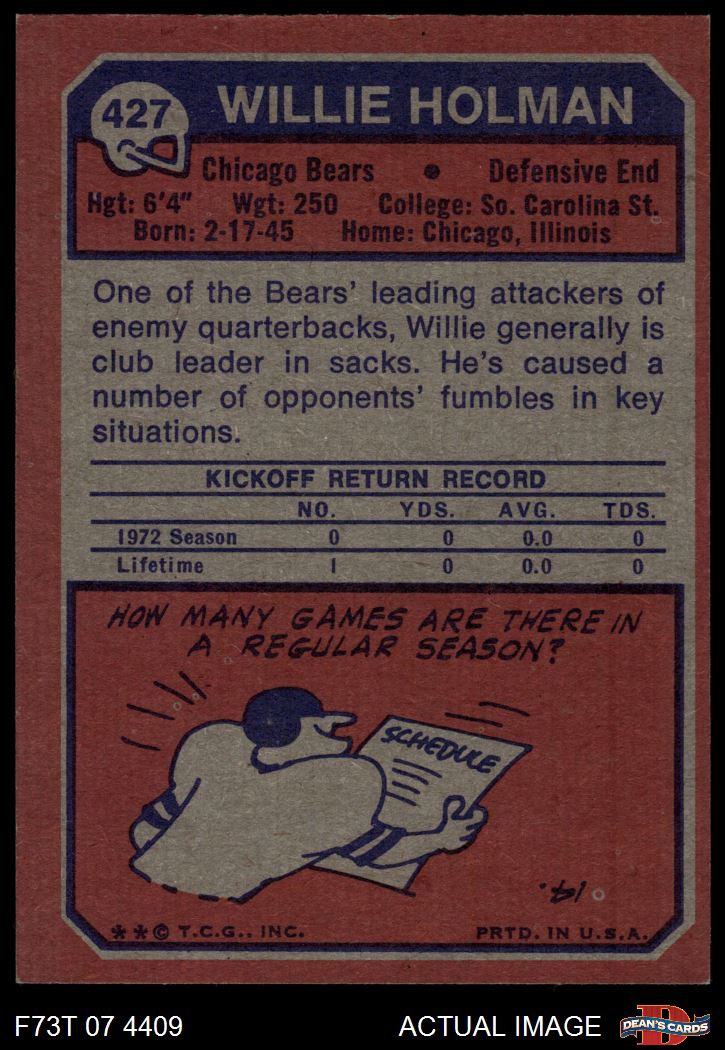 427
WILLIE HOLMAN
Chicago Bears • Defensive End
Hgt: 6'4" Wgt: 250 College: So. Carolina St.
Born: 2-17-45 Home: Chicago, Illinois
One of the Bears' leading attackers of
enemy quarterbacks, Willie generally is
club leader in sacks. He's caused a
number of opponents' fumbles in key
situations.
KICKOFF RETURN RECORD
NO. YDS. AVG. TDS.
1972 Season 0 0 0.0 0
Lifetime 1 0 0.0 0
HOW MANY GAMES ARE THERE IN
A REGULAR SEASON?
SCHEDULE
14.
**© T.C.G., INC. PRTD. IN U.S.A.
F73T 07 4409 ACTUAL IMAGE
D
DEAN'S CARDS